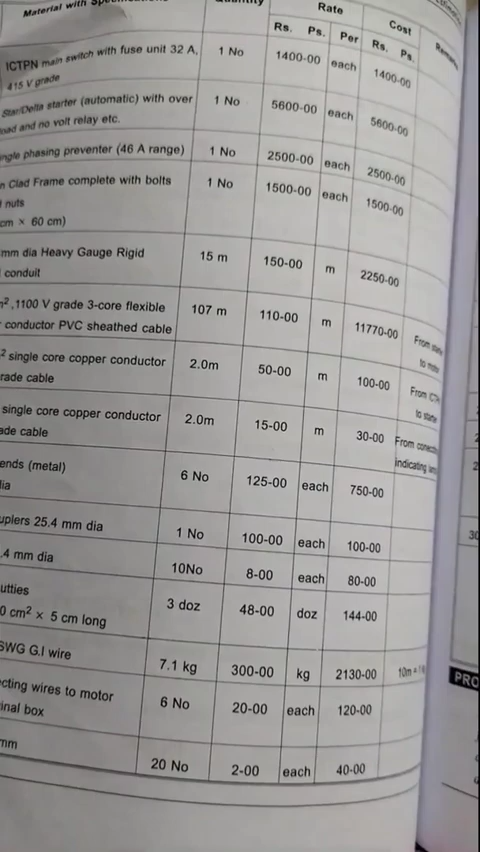 Material with
Rate
Cost
Rs. Ps. Per Rs. Ps.
ICTPN main switch with fuse unit 32 A, 1 No 1400-00 each 1400-00
415 V grade
Star/Delta starter (automatic) with over 1 No 5600-00 each 5600-00
load and no volt relay etc.
ngle phasing preventer (46 A range) 1 No 2500-00 each 2500-00
n Clad Frame complete with bolts 1 No 1500-00 each 1500-00
nuts
cm × 60 cm)
mm dia Heavy Gauge Rigid 15 m 150-00 m 2250-00
conduit
m² ,1100 V grade 3-core flexible 107 m 110-00 m 11770-00
conductor PVC sheathed cable From
to motor
² single core copper conductor 2.0m 50-00 m 100-00 From
rade cable to
single core copper conductor 2.0m 15-00 m 30-00 From
ade cable indicating
ends (metal) 6 No 125-00 each 750-00
dia
uplers 25.4 mm dia 1 No 100-00 each 100-00
.4 mm dia 10No 8-00 each 80-00
utties 3 doz 48-00 doz 144-00
0 cm² × 5 cm long
SWG G.I wire 7.1 kg 300-00 kg 2130-00 10m
cting wires to motor 6 No 20-00 each 120-00
inal box
mm 20 No 2-00 each 40-00
30
PRO